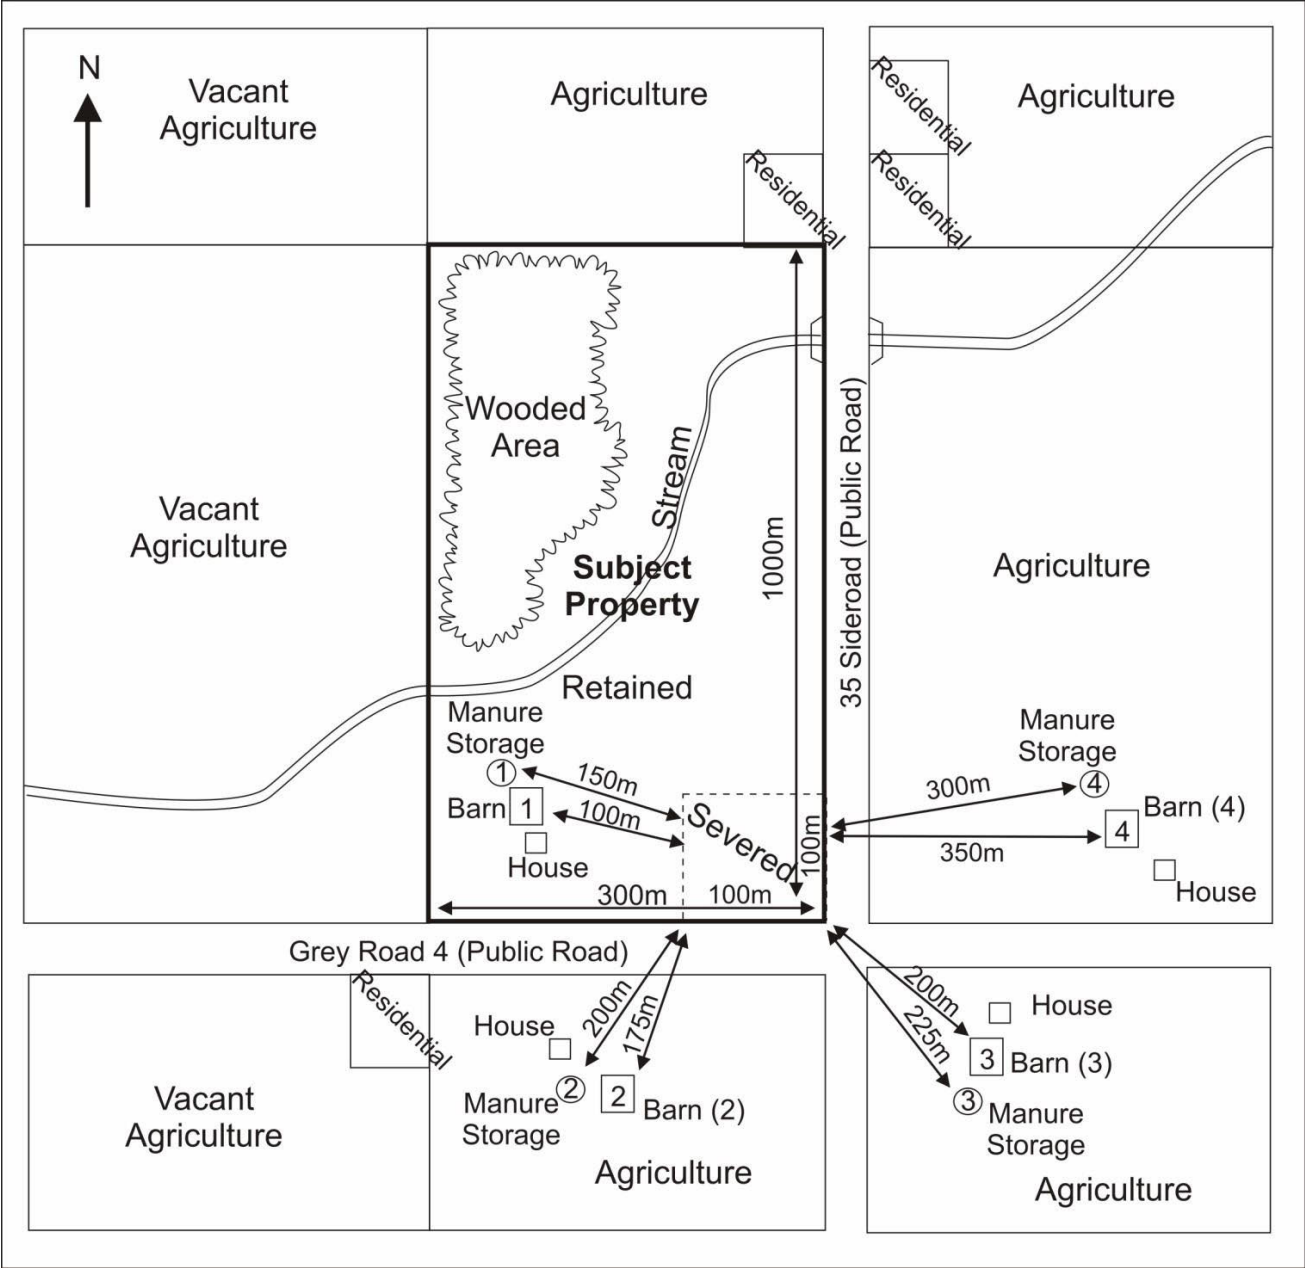 N
Vacant
Agriculture
Agriculture
Residential
Residential
Residential
Agriculture
Wooded
Area
Stream
Subject
Property
1000m
35 Sideroad (Public Road)
Vacant
Agriculture
Agriculture
Retained
Manure
Storage
1
150m
Barn
1
100m
House
Severed
100m
300m
100m
Manure
Storage
4
300m
Barn (4)
4
350m
House
Grey Road 4 (Public Road)
Residential
House
200m
175m
Manure
Storage
2
2
Barn (2)
Agriculture
Vacant
Agriculture
200m
225m
House
3
Barn (3)
3
Manure
Storage
Agriculture